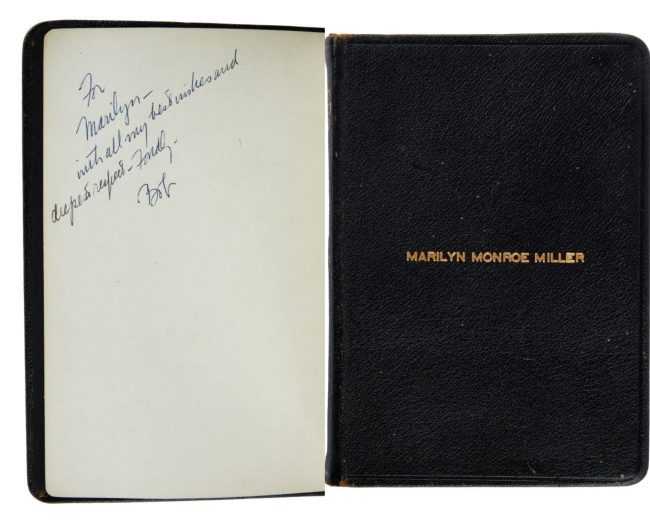 For
Marilyn–
with all my best wishes and
deepest respect– Fondly–
Bob
MARILYN MONROE MILLER